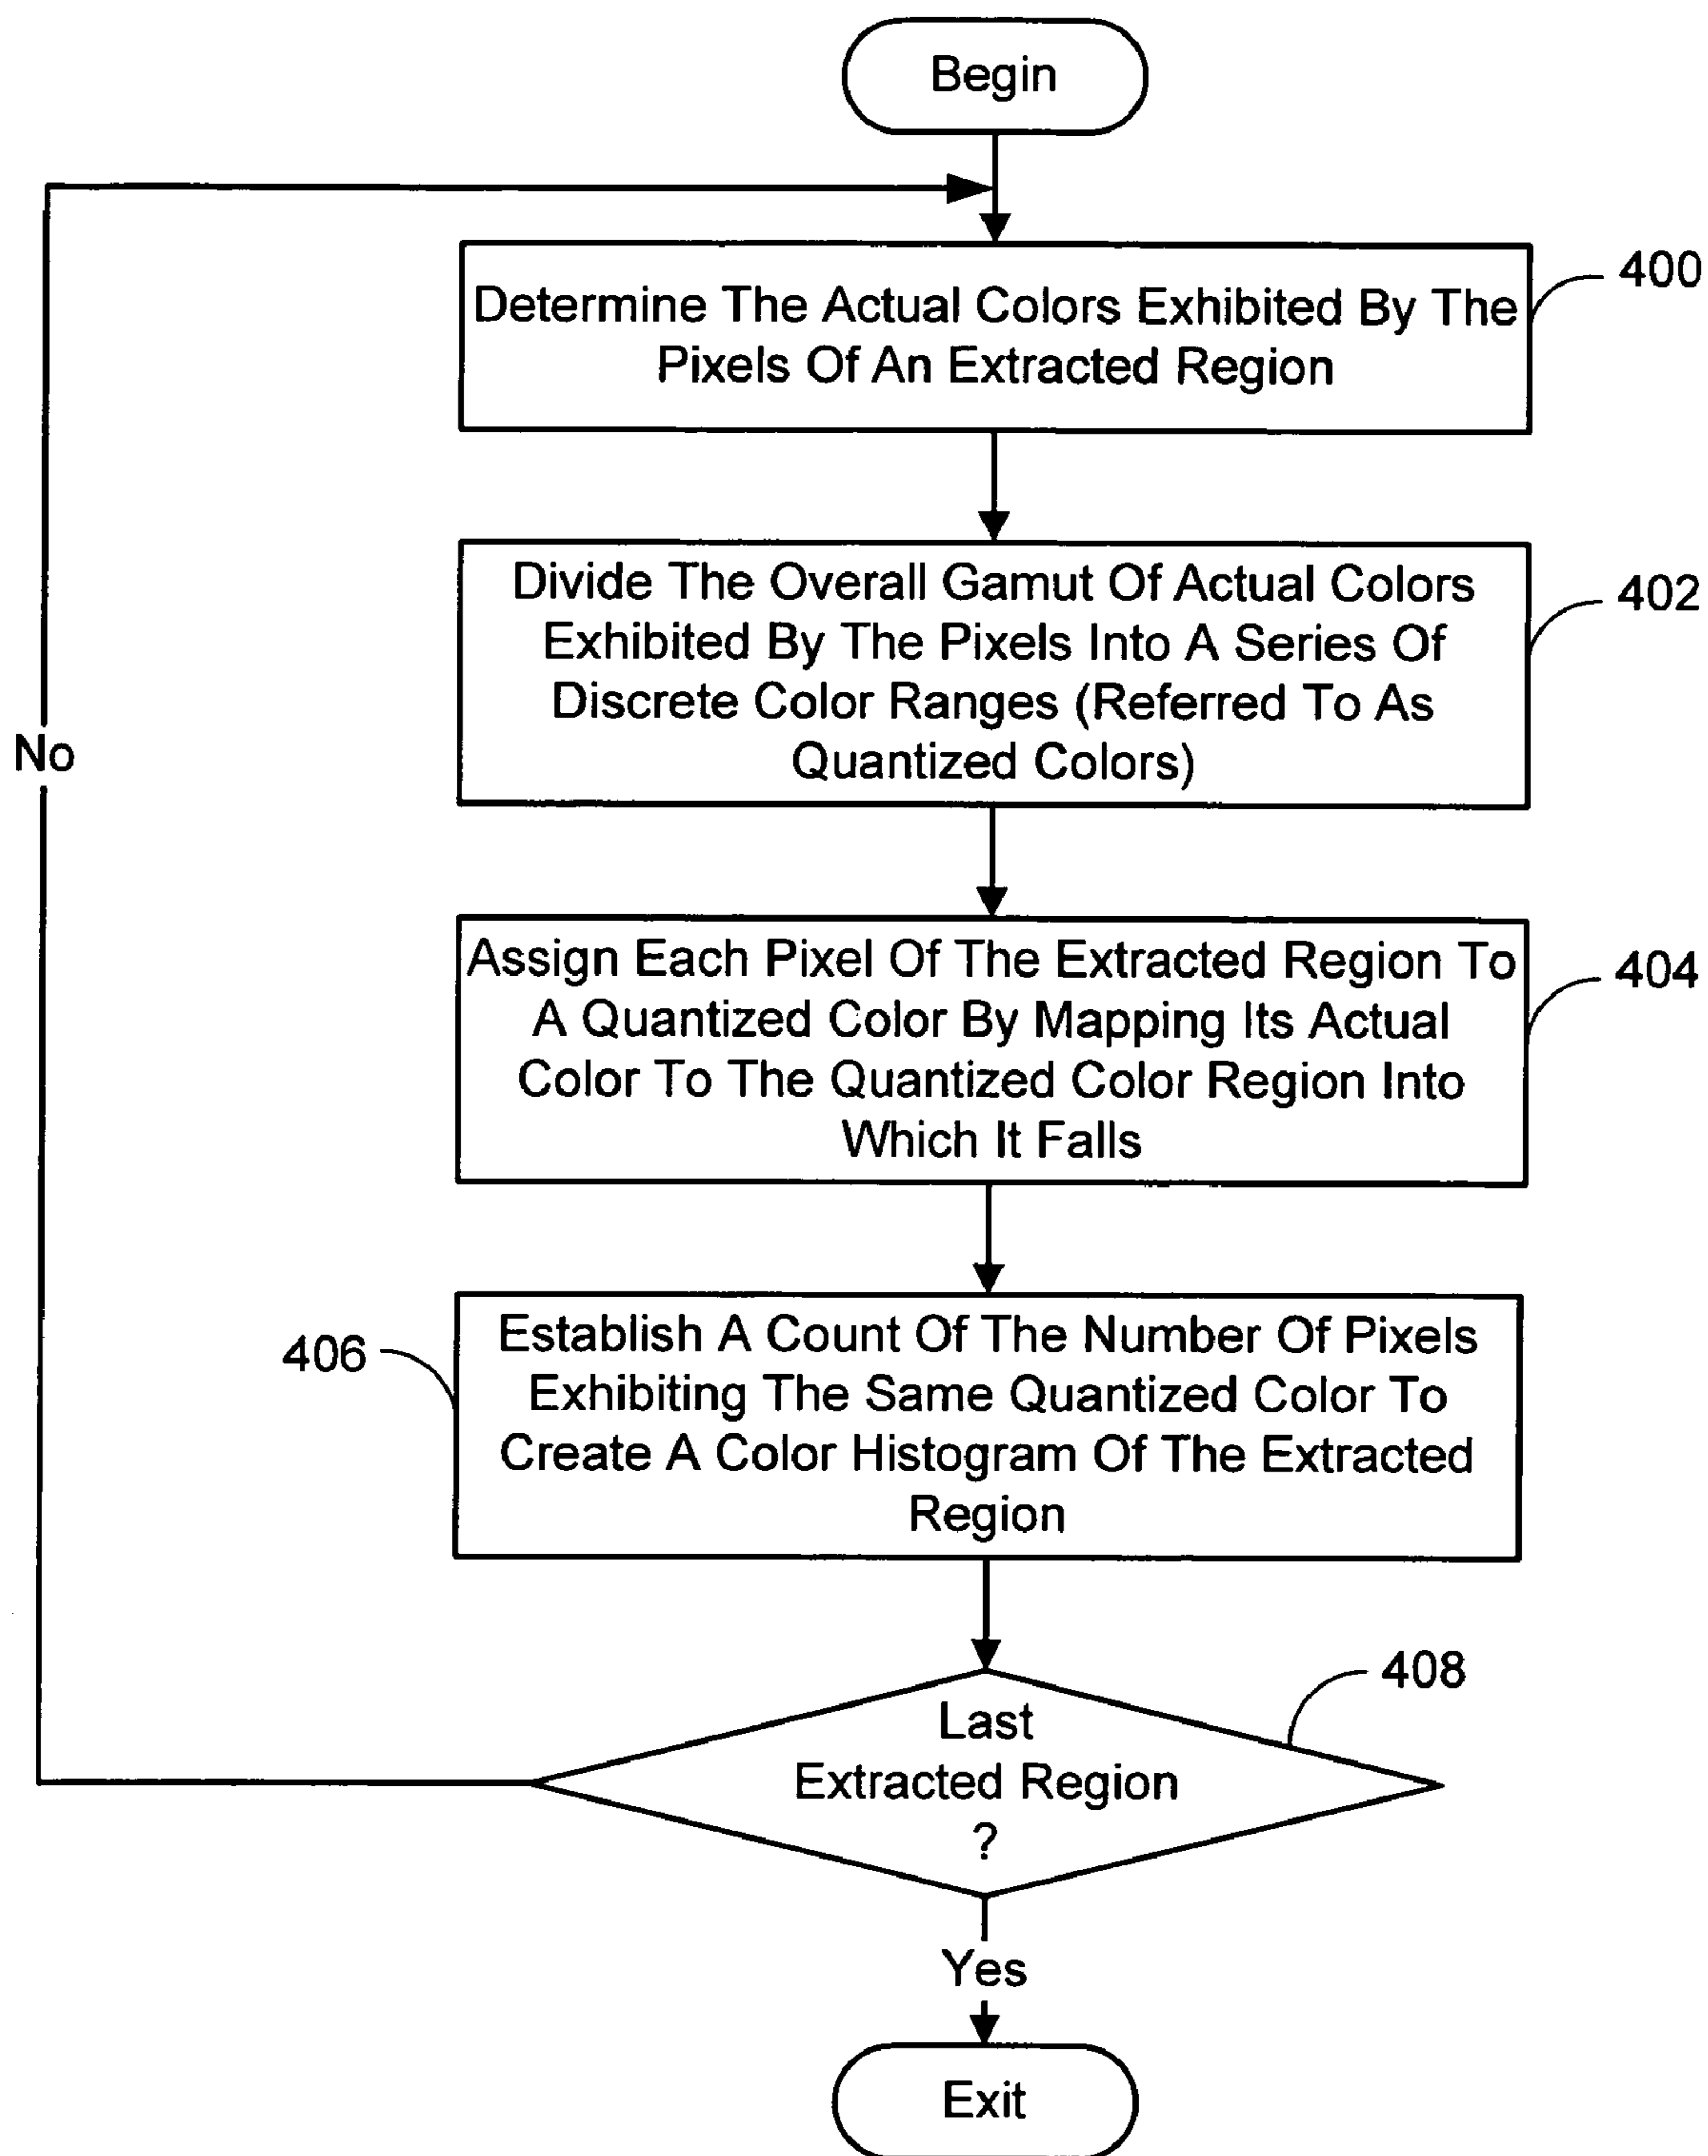 Begin
Determine The Actual Colors Exhibited By The
Pixels Of An Extracted Region
400
Divide The Overall Gamut Of Actual Colors
Exhibited By The Pixels Into A Series Of
Discrete Color Ranges (Referred To As
Quantized Colors)
402
No
Assign Each Pixel Of The Extracted Region To
A Quantized Color By Mapping Its Actual
Color To The Quantized Color Region Into
Which It Falls
404
406
Establish A Count Of The Number Of Pixels
Exhibiting The Same Quantized Color To
Create A Color Histogram Of The Extracted
Region
408
Last
Extracted Region
?
Yes
Exit